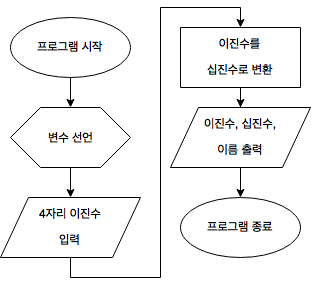 프로그램 시작
변수 선언
4자리 이진수
입력
이진수를
십진수로 변환
이진수, 십진수,
이름 출력
프로그램 종료